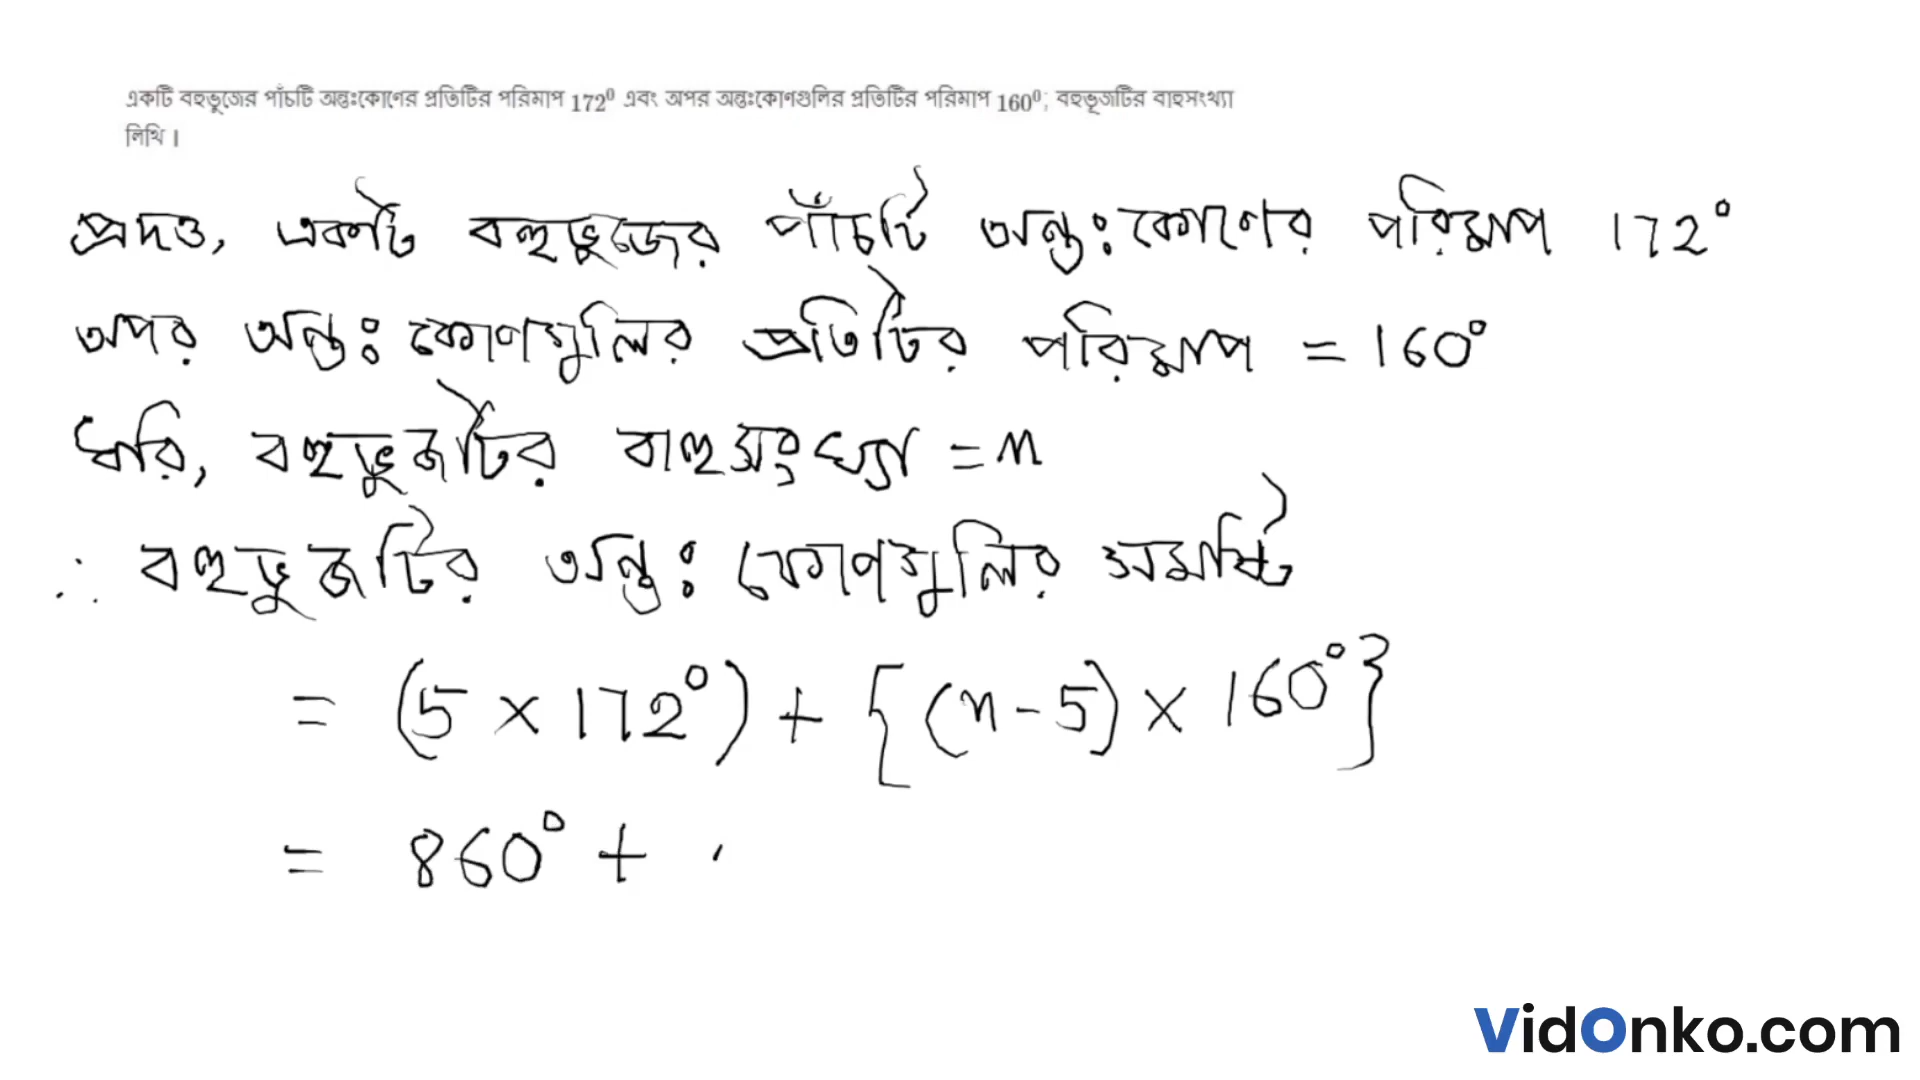 একটি বহুভুজের পাঁচটি অন্তঃকোণের প্রতিটির পরিমাপ 172⁰ এবং অপর অন্তঃকোণগুলির প্রতিটির পরিমাপ 160⁰; বহুভূজটির বাহুসংখ্যা
লিখি ।
প্রদত্ত, একটি বহুভুজের পাঁচটি অন্তঃকোণের পরিমাপ 172°
অপর অন্তঃকোণগুলির প্রতিটির পরিমাপ = 160°
ধরি, বহুভুজটির বাহুসংখ্যা = n
∴ বহুভুজটির অন্তঃকোণগুলির সমষ্টি
= (5 × 172°) + {(n - 5) × 160°}
= 860° +
VidOnko.com